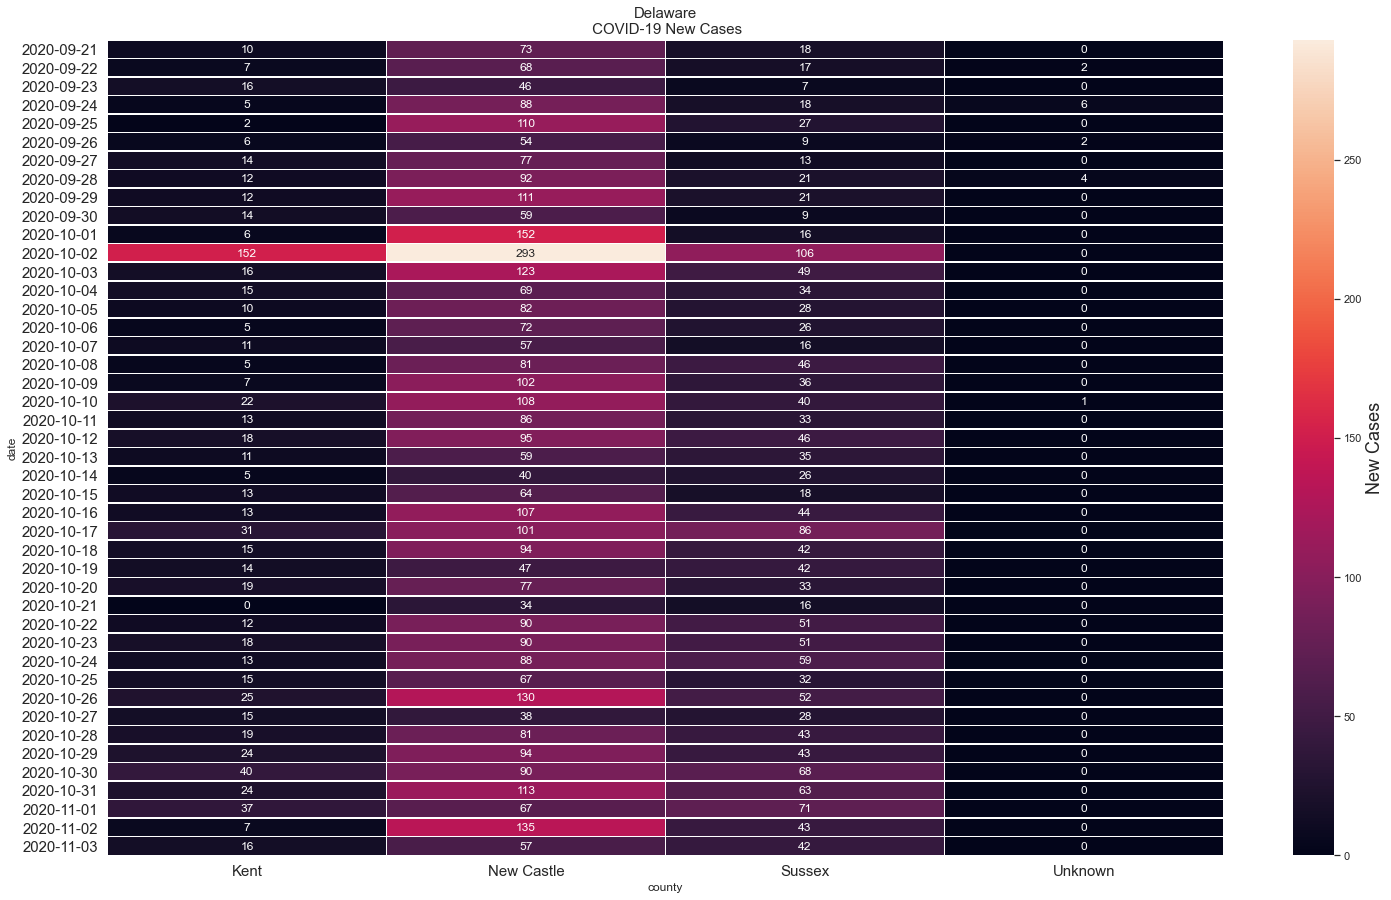 Delaware
COVID-19 New Cases
2020-09-21 10 73 18 0
2020-09-22 7 68 17 2
2020-09-23 16 46 7 0
2020-09-24 5 88 18 6
2020-09-25 2 110 27 0
2020-09-26 6 54 9 2
2020-09-27 14 77 13 0
2020-09-28 12 92 21 4
2020-09-29 12 111 21 0
2020-09-30 14 59 9 0
2020-10-01 6 152 16 0
2020-10-02 152 293 106 0
2020-10-03 16 123 49 0
2020-10-04 15 69 34 0
2020-10-05 10 82 28 0
2020-10-06 5 72 26 0
2020-10-07 11 57 16 0
2020-10-08 5 81 46 0
2020-10-09 7 102 36 0
2020-10-10 22 108 40 1
2020-10-11 13 86 33 0
2020-10-12 18 95 46 0
2020-10-13 11 59 35 0
2020-10-14 5 40 26 0
2020-10-15 13 64 18 0
2020-10-16 13 107 44 0
2020-10-17 31 101 86 0
2020-10-18 15 94 42 0
2020-10-19 14 47 42 0
2020-10-20 19 77 33 0
2020-10-21 0 34 16 0
2020-10-22 12 90 51 0
2020-10-23 18 90 51 0
2020-10-24 13 88 59 0
2020-10-25 15 67 32 0
2020-10-26 25 130 52 0
2020-10-27 15 38 28 0
2020-10-28 19 81 43 0
2020-10-29 24 94 43 0
2020-10-30 40 90 68 0
2020-10-31 24 113 63 0
2020-11-01 37 67 71 0
2020-11-02 7 135 43 0
2020-11-03 16 57 42 0
Kent New Castle Sussex Unknown
county
date
250
200
150
100
50
0
New Cases